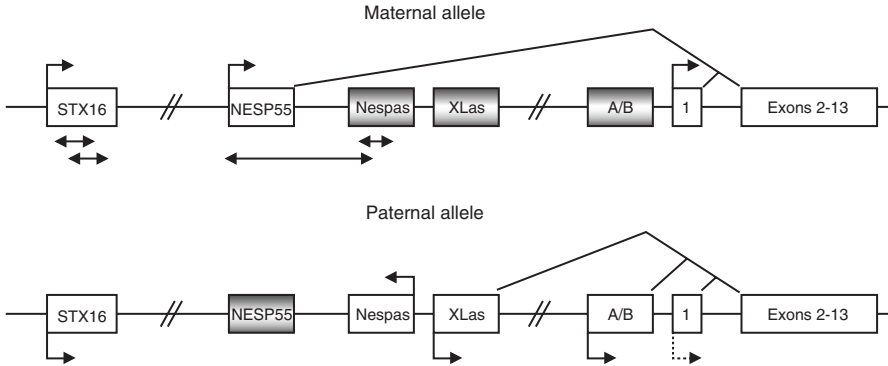 Maternal allele
STX16 NESP55 Nespas XLas A/B 1 Exons 2-13
Paternal allele
STX16 NESP55 Nespas XLas A/B 1 Exons 2-13